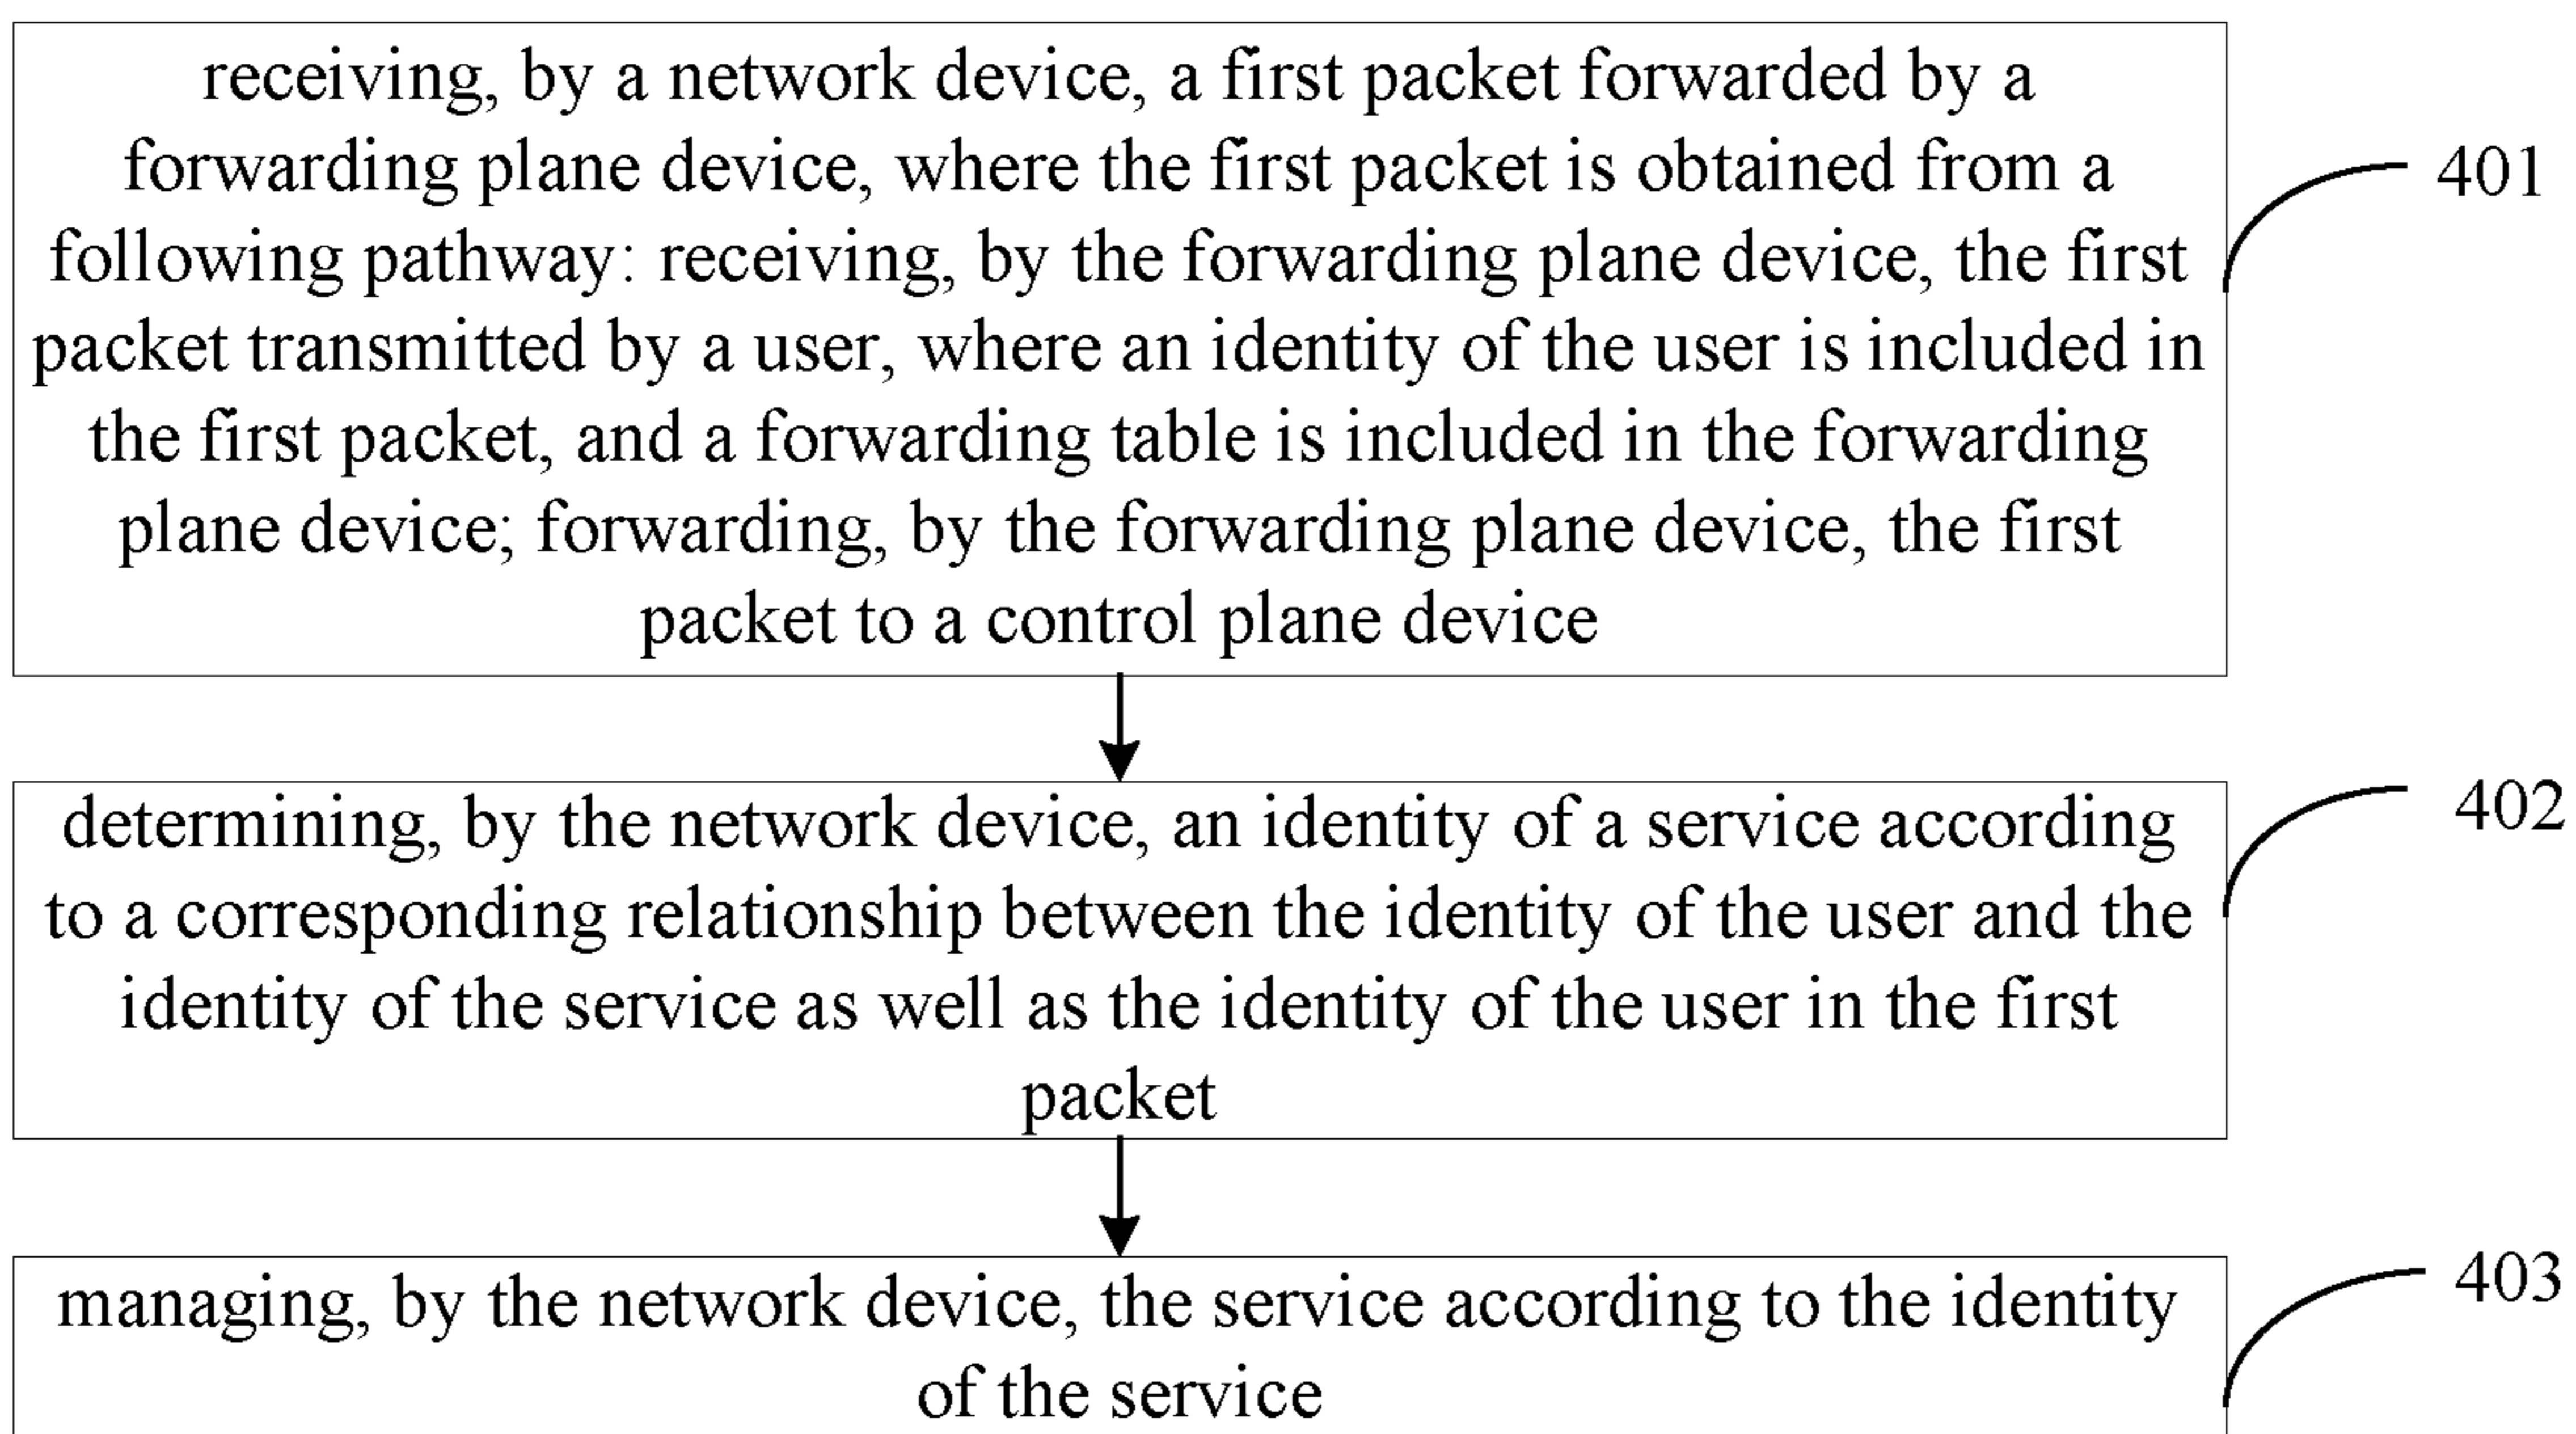 receiving, by a network device, a first packet forwarded by a
forwarding plane device, where the first packet is obtained from a
following pathway: receiving, by the forwarding plane device, the first
packet transmitted by a user, where an identity of the user is included in
the first packet, and a forwarding table is included in the forwarding
plane device; forwarding, by the forwarding plane device, the first
packet to a control plane device
401
determining, by the network device, an identity of a service according
to a corresponding relationship between the identity of the user and the
identity of the service as well as the identity of the user in the first
packet
402
managing, by the network device, the service according to the identity
of the service
403